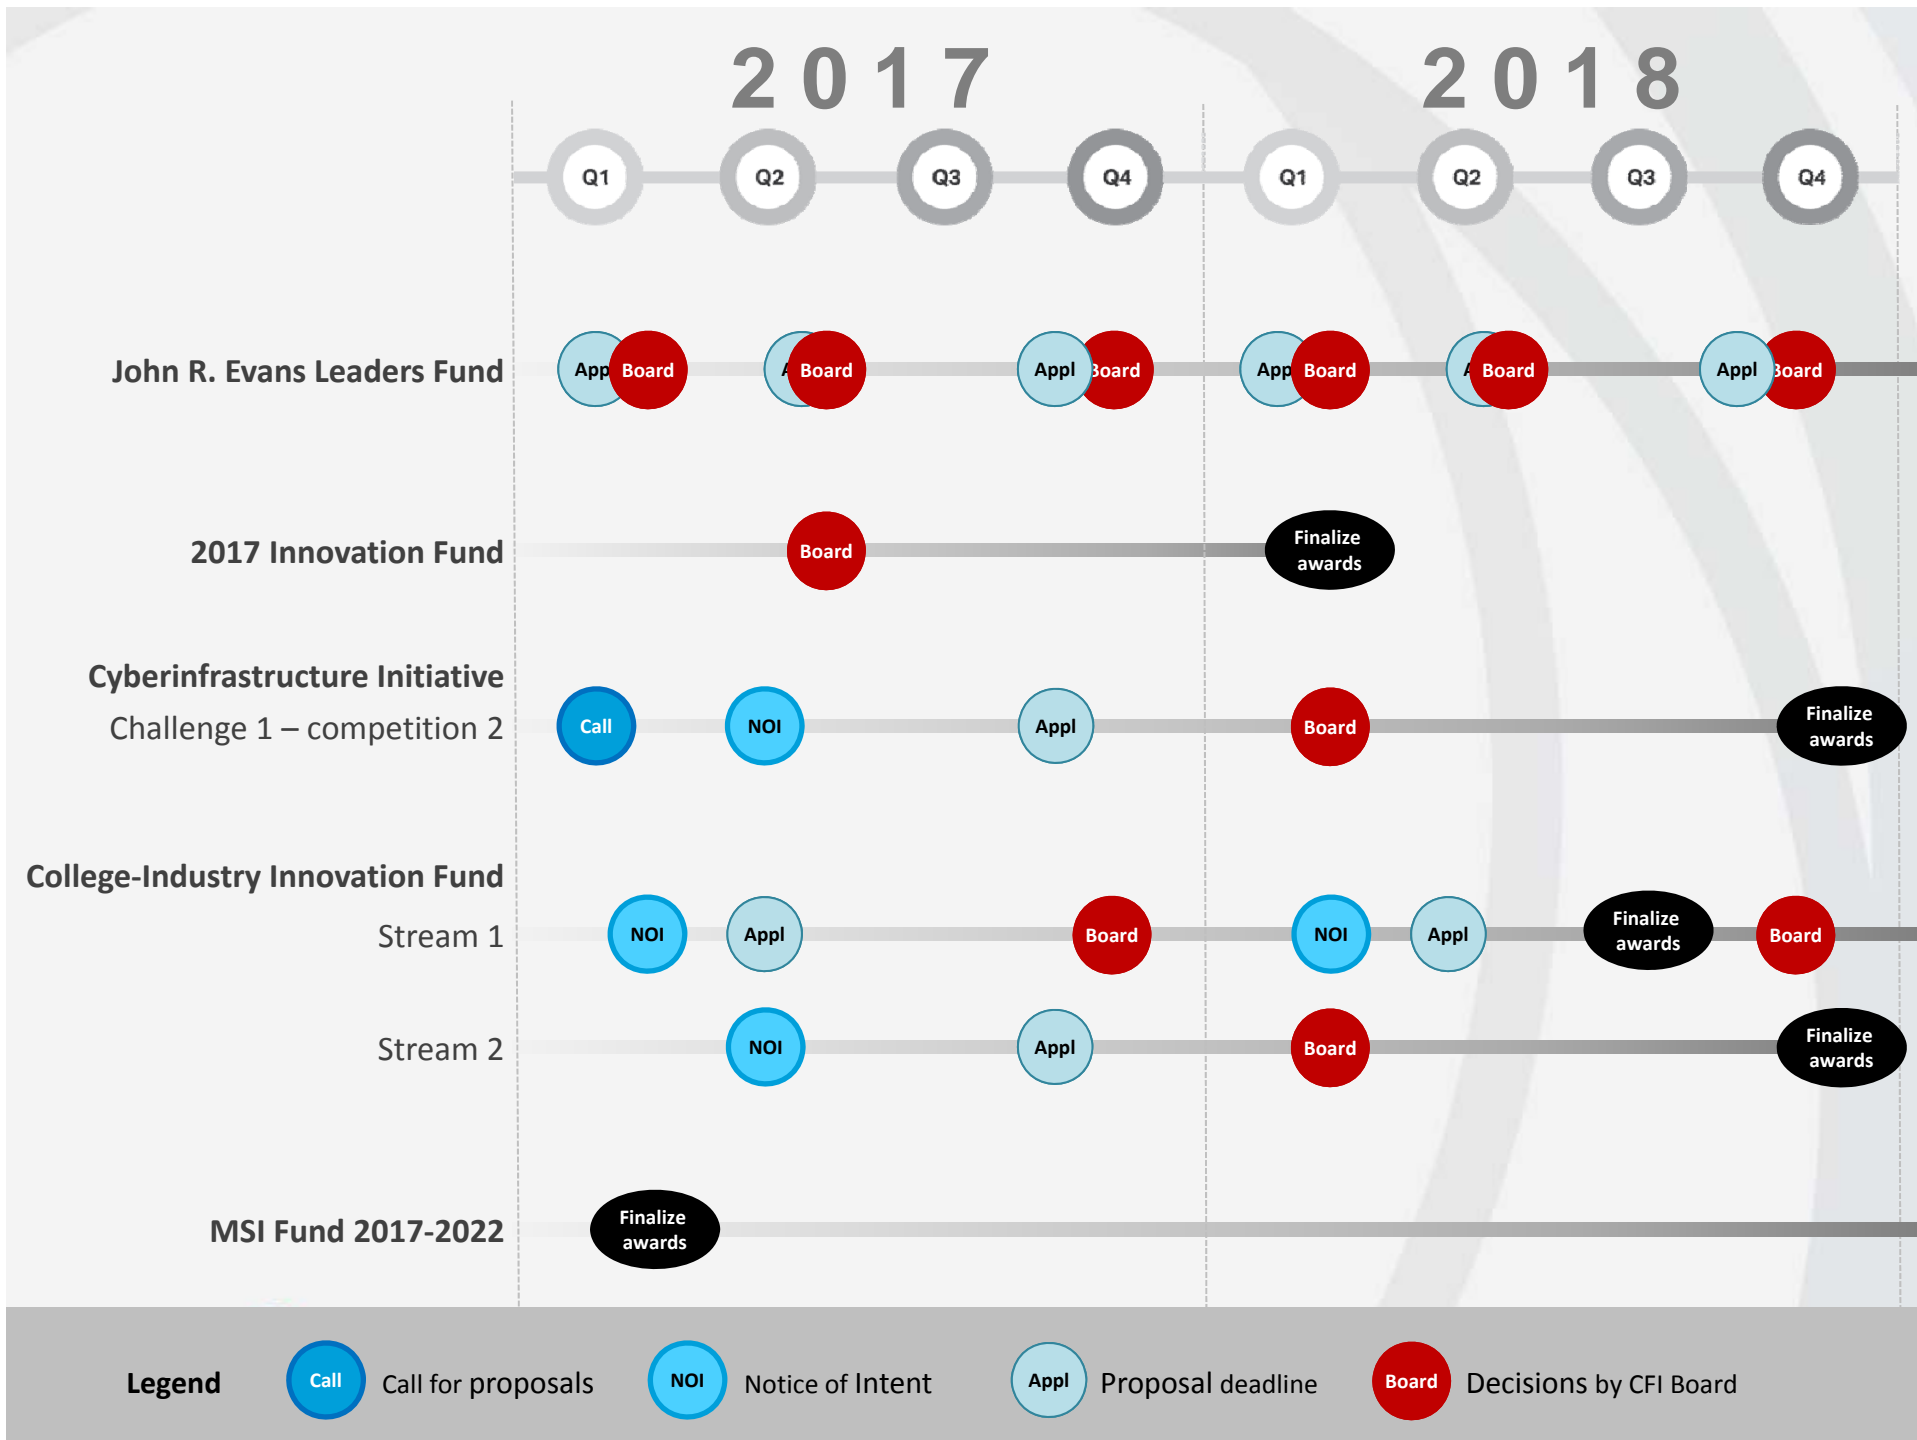 2017 2018
Q1 Q2 Q3 Q4 Q1 Q2 Q3 Q4
John R. Evans Leaders Fund
App Board Board Appl Board App Board Board Appl Board
2017 Innovation Fund
Board
Finalize
awards
Cyberinfrastructure Initiative
Challenge 1 – competition 2
Call NOI Appl Board
Finalize
awards
College-Industry Innovation Fund
Stream 1
NOI Appl Board NOI Appl
Finalize
awards
Board
Stream 2
NOI Appl Board
Finalize
awards
MSI Fund 2017-2022
Finalize
awards
Legend
Call Call for proposals
NOI Notice of Intent
Appl Proposal deadline
Board Decisions by CFI Board